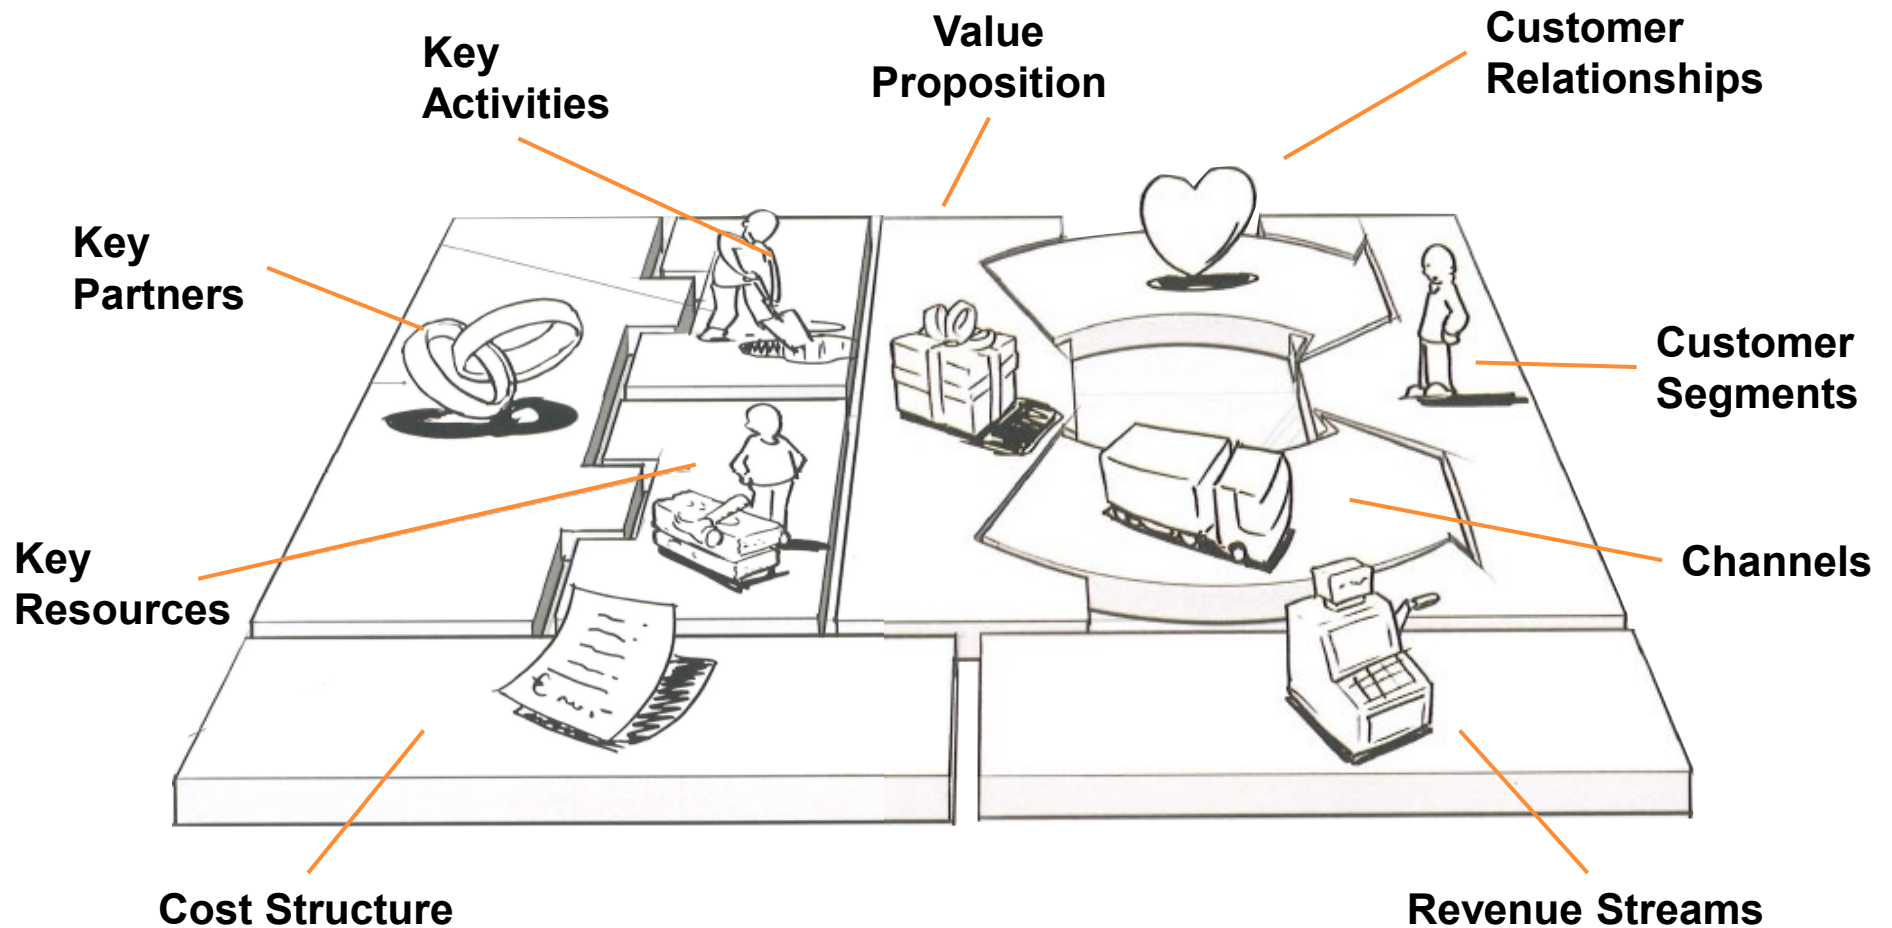 Key
Activities
Value
Proposition
Customer
Relationships
Key
Partners
Customer
Segments
Key
Resources
Channels
€
Cost Structure
Revenue Streams